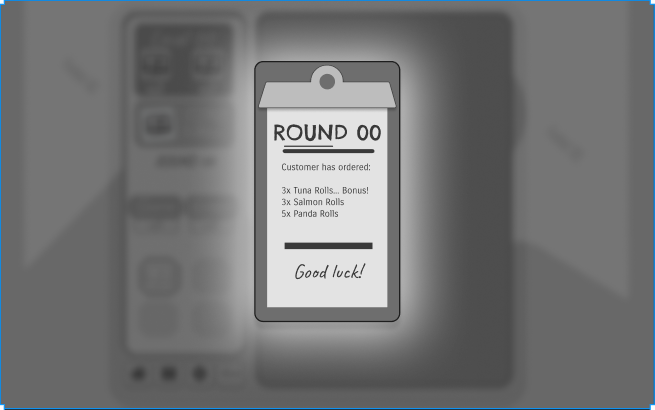 ROUND 00
Customer has ordered:
3x Tuna Rolls... Bonus!
3x Salmon Rolls
5x Panda Rolls
Good luck!